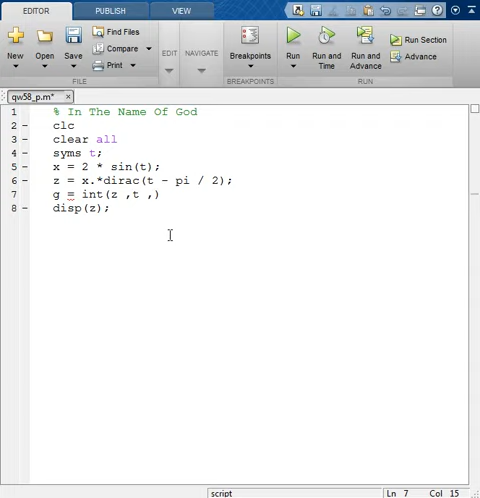 EDITOR PUBLISH VIEW
New Open Save Find Files Compare Print EDIT NAVIGATE Breakpoints Run Run and Time Run and Advance Run Section Advance
FILE BREAKPOINTS RUN
qw58_p.m* ×
1 % In The Name Of God
2 – clc
3 – clear all
4 – syms t;
5 – x = 2 * sin(t);
6 – z = x.*dirac(t - pi / 2);
7 g = int(z ,t ,)
8 – disp(z);
script Ln 7 Col 15